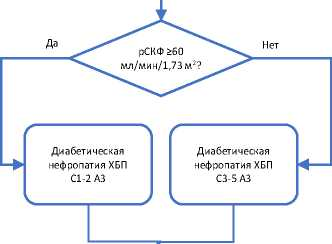 Да
рСКФ ≥60
мл/мин/1,73 м²?
Нет
Диабетическая
нефропатия ХБП
С1-2 А3
Диабетическая
нефропатия ХБП
С3-5 А3